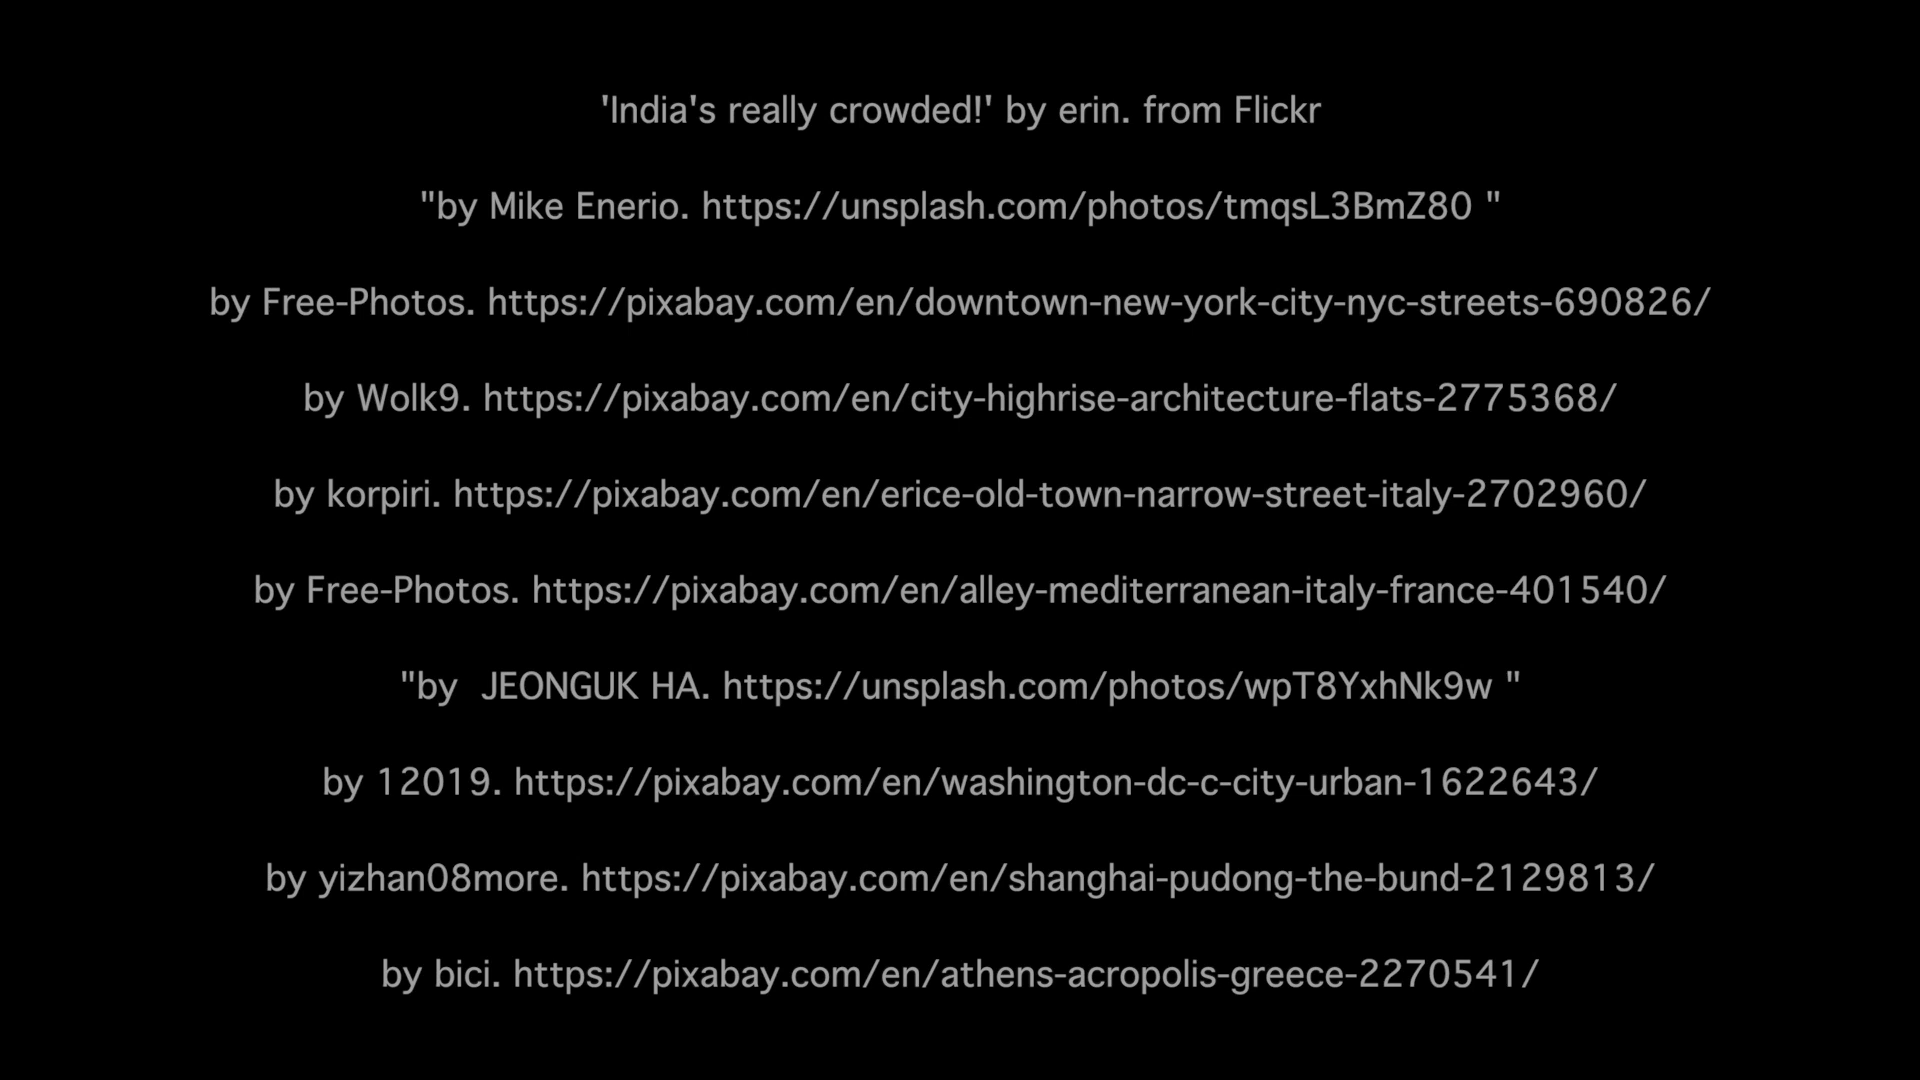 'India's really crowded!' by erin. from Flickr
"by Mike Enerio. https://unsplash.com/photos/tmqsL3BmZ80 "
by Free-Photos. https://pixabay.com/en/downtown-new-york-city-nyc-streets-690826/
by Wolk9. https://pixabay.com/en/city-highrise-architecture-flats-2775368/
by korpiri. https://pixabay.com/en/erice-old-town-narrow-street-italy-2702960/
by Free-Photos. https://pixabay.com/en/alley-mediterranean-italy-france-401540/
"by  JEONGUK HA. https://unsplash.com/photos/wpT8YxhNk9w "
by 12019. https://pixabay.com/en/washington-dc-c-city-urban-1622643/
by yizhan08more. https://pixabay.com/en/shanghai-pudong-the-bund-2129813/
by bici. https://pixabay.com/en/athens-acropolis-greece-2270541/